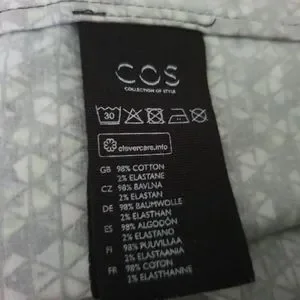 COS
COLLECTION OF STYLE
30
clevercare.info
GB 98% COTTON
2% ELASTANE
CZ 98% BAVLNA
2% ELASTAN
DE 98% BAUMWOLLE
2% ELASTHAN
ES 98% ALGODÓN
2% ELASTANO
FI 98% PUUVILLAA
2% ELASTAANIA
FR 98% COTON
2% ELASTHANNE